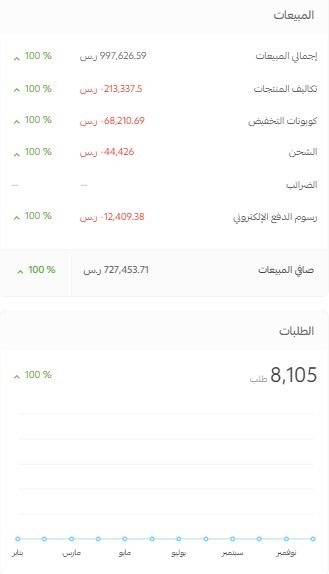 المبيعات
إجمالي المبيعات 997,626.59 ر.س 100 %
تكاليف المنتجات -213,337.5 ر.س 100 %
كوبونات التخفيض -68,210.69 ر.س 100 %
الشحن -44,426 ر.س 100 %
الضرائب — —
رسوم الدفع الإلكتروني -12,409.38 ر.س 100 %
صافي المبيعات 727,453.71 ر.س 100 %
الطلبات
8,105 طلب 100 %
يناير مارس مايو يوليو سبتمبر نوفمبر